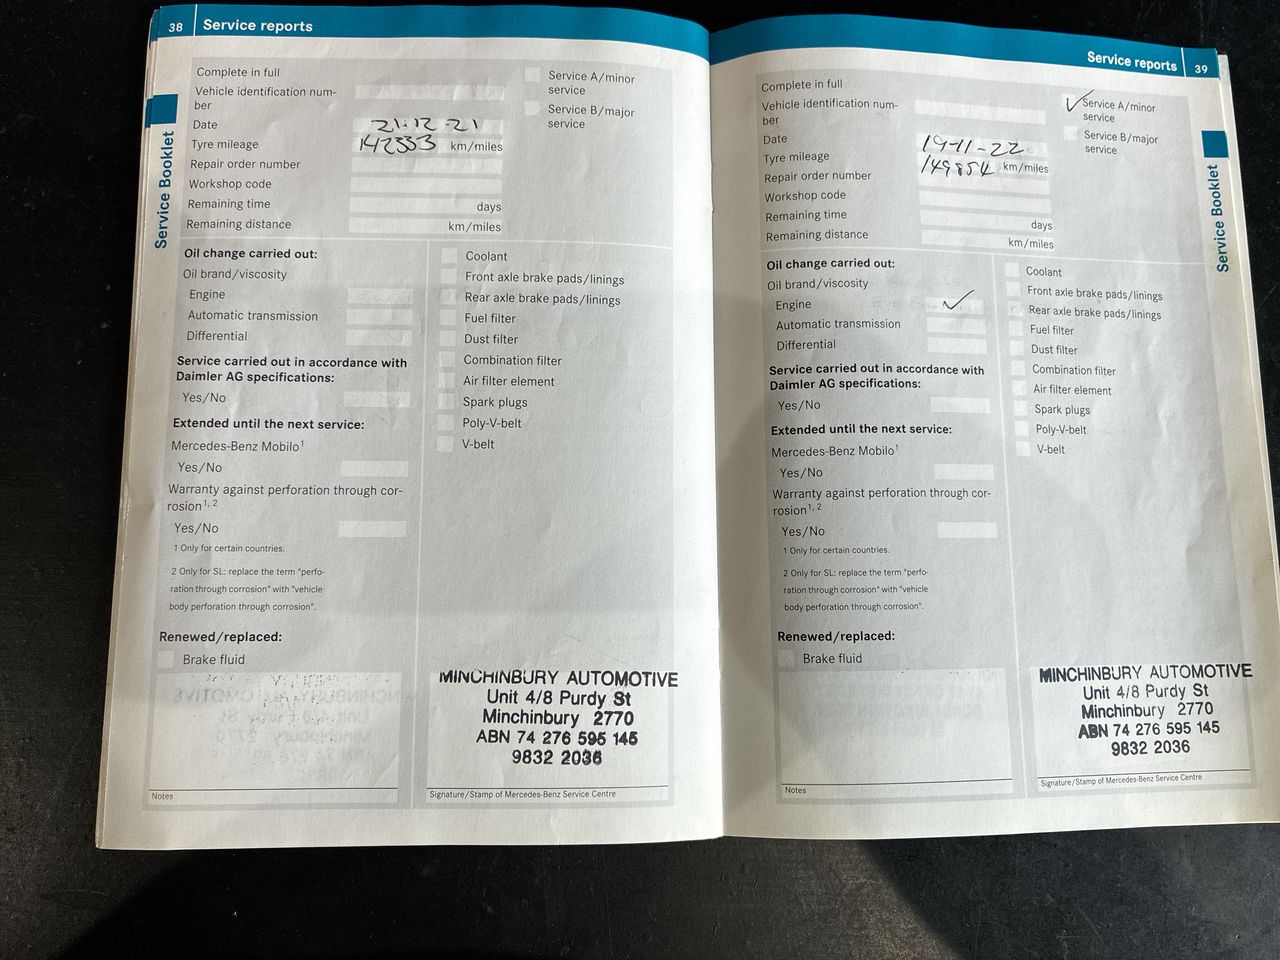 38 Service reports
Complete in full
Vehicle identification num-
ber
Date 21.12.21
Tyre mileage 142333 km/miles
Repair order number
Workshop code
Remaining time days
Remaining distance km/miles
Service A/minor
service
Service B/major
service
Service Booklet
Oil change carried out:
Oil brand/viscosity
Engine
Automatic transmission
Differential
Service carried out in accordance with
Daimler AG specifications:
Yes/No
Extended until the next service:
Mercedes-Benz Mobilo1
Yes/No
Warranty against perforation through cor-
rosion1, 2
Yes/No
1 Only for certain countries.
2 Only for SL: replace the term "perfo-
ration through corrosion" with "vehicle
body perforation through corrosion".
Coolant
Front axle brake pads/linings
Rear axle brake pads/linings
Fuel filter
Dust filter
Combination filter
Air filter element
Spark plugs
Poly-V-belt
V-belt
Renewed/replaced:
Brake fluid
Notes
MINCHINBURY AUTOMOTIVE
Unit 4/8 Purdy St
Minchinbury 2770
ABN 74 276 595 145
9832 2036
Signature/Stamp of Mercedes-Benz Service Centre
Service reports 39
Complete in full
Vehicle identification num-
ber
Date 19-11-22
Tyre mileage 149854 km/miles
Repair order number
Workshop code
Remaining time days
Remaining distance km/miles
Service A/minor
service
Service B/major
service
Service Booklet
Oil change carried out:
Oil brand/viscosity
Engine
Automatic transmission
Differential
Service carried out in accordance with
Daimler AG specifications:
Yes/No
Extended until the next service:
Mercedes-Benz Mobilo1
Yes/No
Warranty against perforation through cor-
rosion1, 2
Yes/No
1 Only for certain countries.
2 Only for SL: replace the term "perfo-
ration through corrosion" with "vehicle
body perforation through corrosion".
Coolant
Front axle brake pads/linings
Rear axle brake pads/linings
Fuel filter
Dust filter
Combination filter
Air filter element
Spark plugs
Poly-V-belt
V-belt
Renewed/replaced:
Brake fluid
Notes
MINCHINBURY AUTOMOTIVE
Unit 4/8 Purdy St
Minchinbury 2770
ABN 74 276 595 145
9832 2036
Signature/Stamp of Mercedes-Benz Service Centre